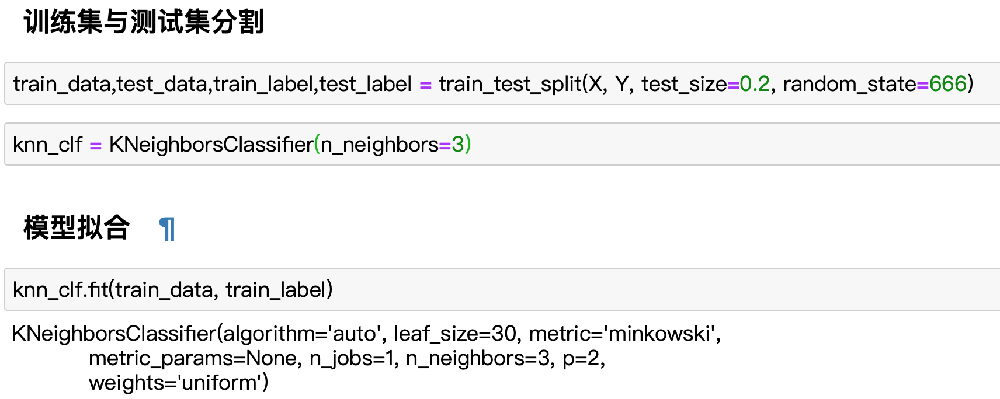 训练集与测试集分割
train_data,test_data,train_label,test_label = train_test_split(X, Y, test_size=0.2, random_state=666)
knn_clf = KNeighborsClassifier(n_neighbors=3)
模型拟合 ¶
knn_clf.fit(train_data, train_label)
KNeighborsClassifier(algorithm='auto', leaf_size=30, metric='minkowski',
metric_params=None, n_jobs=1, n_neighbors=3, p=2,
weights='uniform')